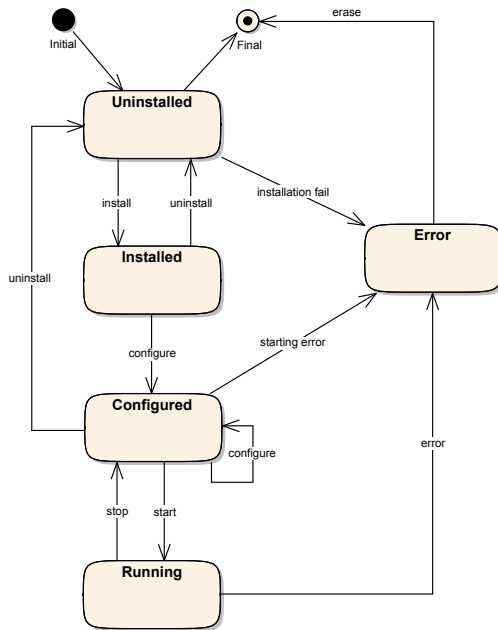 erase
Initial
Final
Uninstalled
install
uninstall
installation fail
Error
Installed
uninstall
configure
starting error
Configured
configure
error
stop
start
Running